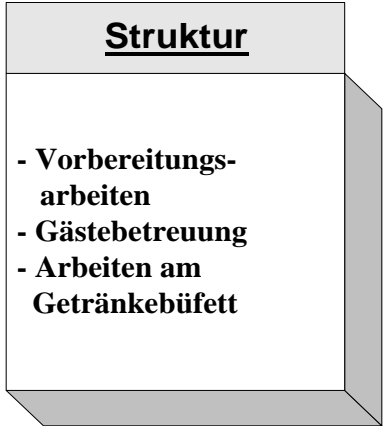 Struktur
- Vorbereitungs-
arbeiten
- Gästebetreuung
- Arbeiten am
Getränkebüfett